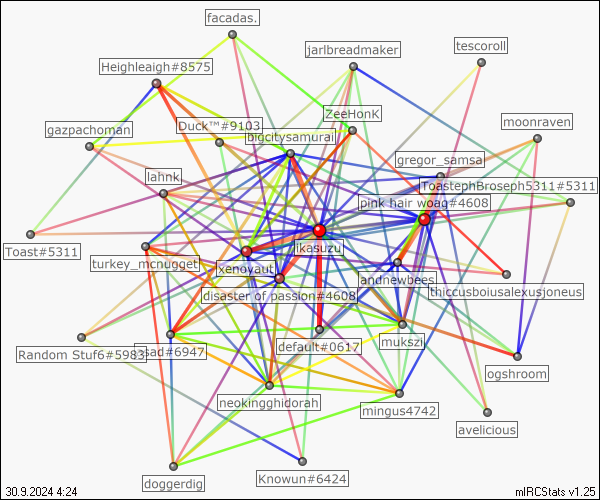 facadas.
jarlbreadmaker
tescoroll
Heighleaigh#8575
ZeeHonK
moonraven
gazpachoman
Duck™#9103
bigcitysamurai
gregor_samsa
lahnk
ToastephBroseph5311#5311
pink hair woag#4608
Toast#5311
ikasuzu
turkey_mcnugget
xenoyaut
andnewbees
thiccusboiusalexusjoneus
disaster of passion#4608
Random Stuf6#5983
sad#6947
default#0617
mukszi
ogshroom
neokingghidorah
mingus4742
avelicious
doggerdig
Knowun#6424
30.9.2024 4:24
mIRCStats v1.25